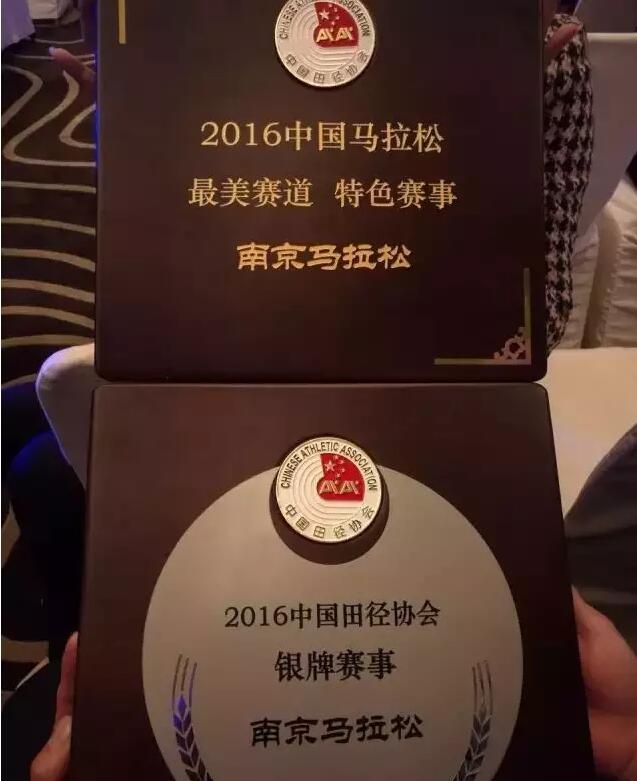 CHINESE ATHLETIC ASSOCIATION
中国田径协会
2016中国马拉松
最美赛道 特色赛事
南京马拉松
CHINESE ATHLETIC ASSOCIATION
中国田径协会
2016中国田径协会
银牌赛事
南京马拉松